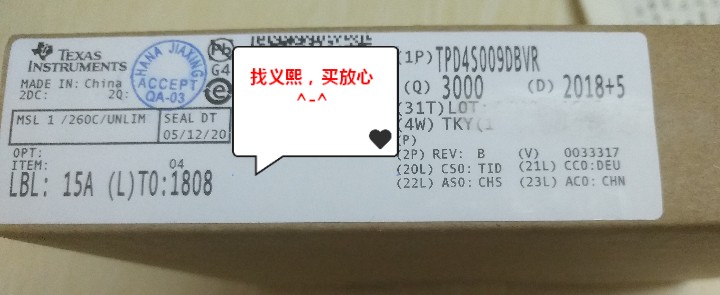 TEXAS
INSTRUMENTS
MADE IN: China
2DC: 2Q:
MSL 1 /260C/UNLIM
SEAL DT
05/12/20
OPT:
ITEM: 04
LBL: 15A (L)TO:1808
HANA JIAXING
ACCEPT
QA-03
Pb
G4
e
找义熙，买放心
^-^
(1P) TPD4S009DBVR
(Q) 3000 (D) 2018+5
(31T) LOT:
(4W) TKY(1
(P)
(2P) REV: B (V) 0033317
(20L) CSO: TID (21L) CCO:DEU
(22L) ASO: CHS (23L) ACO: CHN